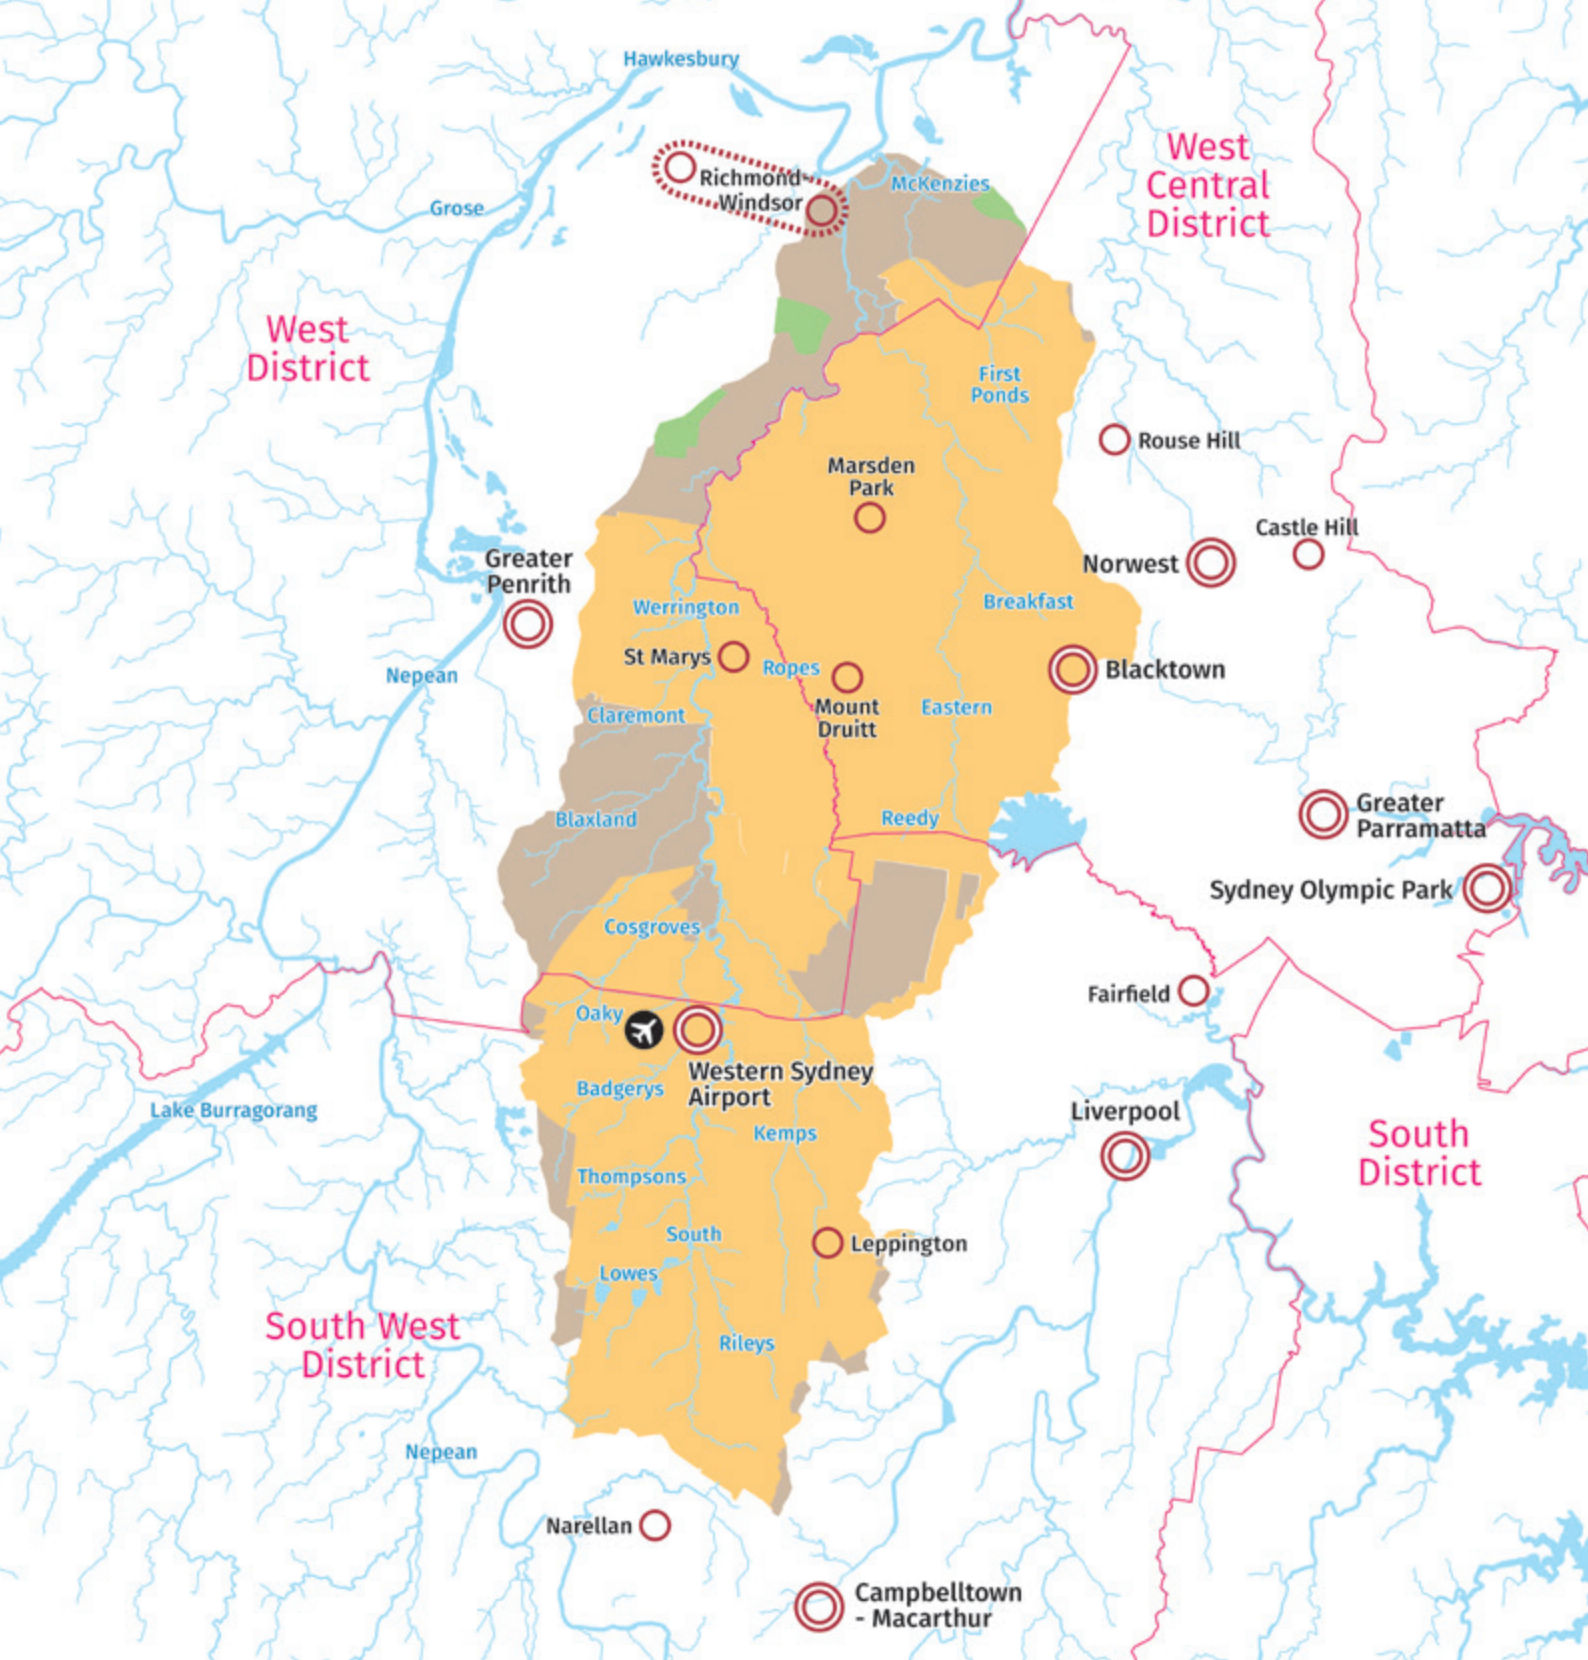 Hawkesbury
West
Central
District
Richmond-
Windsor
McKenzies
Grose
West
District
First
Ponds
Rouse Hill
Marsden
Park
Castle Hill
Norwest
Greater
Penrith
Breakfast
Werrington
St Marys
Ropes
Blacktown
Nepean
Mount
Druitt
Eastern
Claremont
Greater
Parramatta
Blaxland
Reedy
Sydney Olympic Park
Cosgroves
Fairfield
Oaky
Western Sydney
Airport
Badgerys
Lake Burragorang
Liverpool
Kemps
South
District
Thompsons
South
Leppington
Lowes
South West
District
Rileys
Nepean
Narellan
Campbelltown
- Macarthur